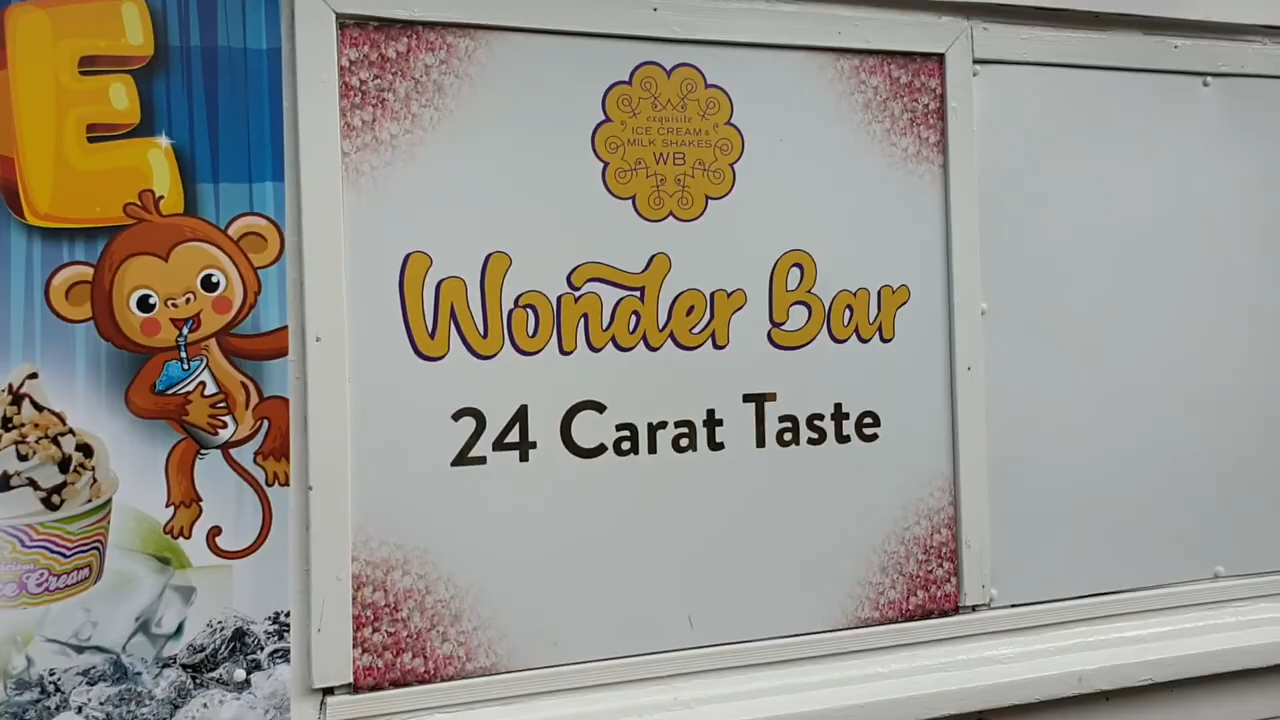 E
exquisite
ICE CREAM &
MILK SHAKES
WB
Wonder Bar
24 Carat Taste
Cream